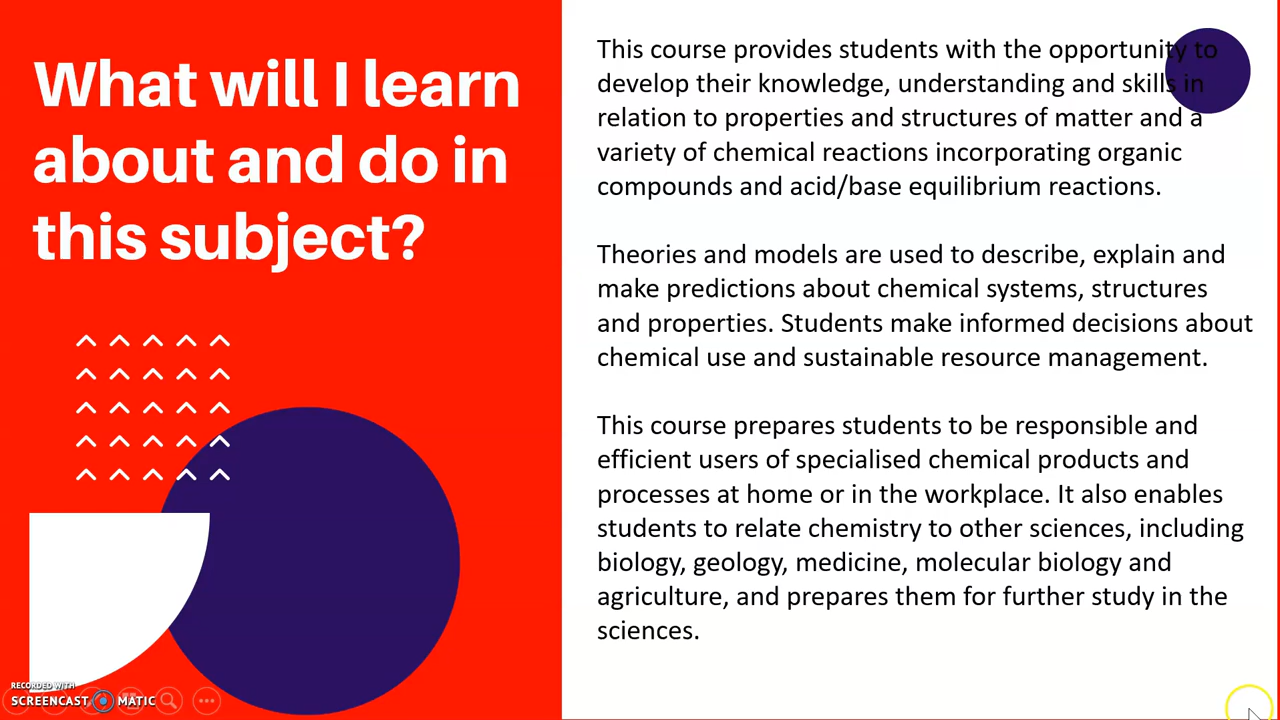 What will I learn
about and do in
this subject?
This course provides students with the opportunity to
develop their knowledge, understanding and skills in
relation to properties and structures of matter and a
variety of chemical reactions incorporating organic
compounds and acid/base equilibrium reactions.
Theories and models are used to describe, explain and
make predictions about chemical systems, structures
and properties. Students make informed decisions about
chemical use and sustainable resource management.
This course prepares students to be responsible and
efficient users of specialised chemical products and
processes at home or in the workplace. It also enables
students to relate chemistry to other sciences, including
biology, geology, medicine, molecular biology and
agriculture, and prepares them for further study in the
sciences.
RECORDED WITH
SCREENCAST MATIC